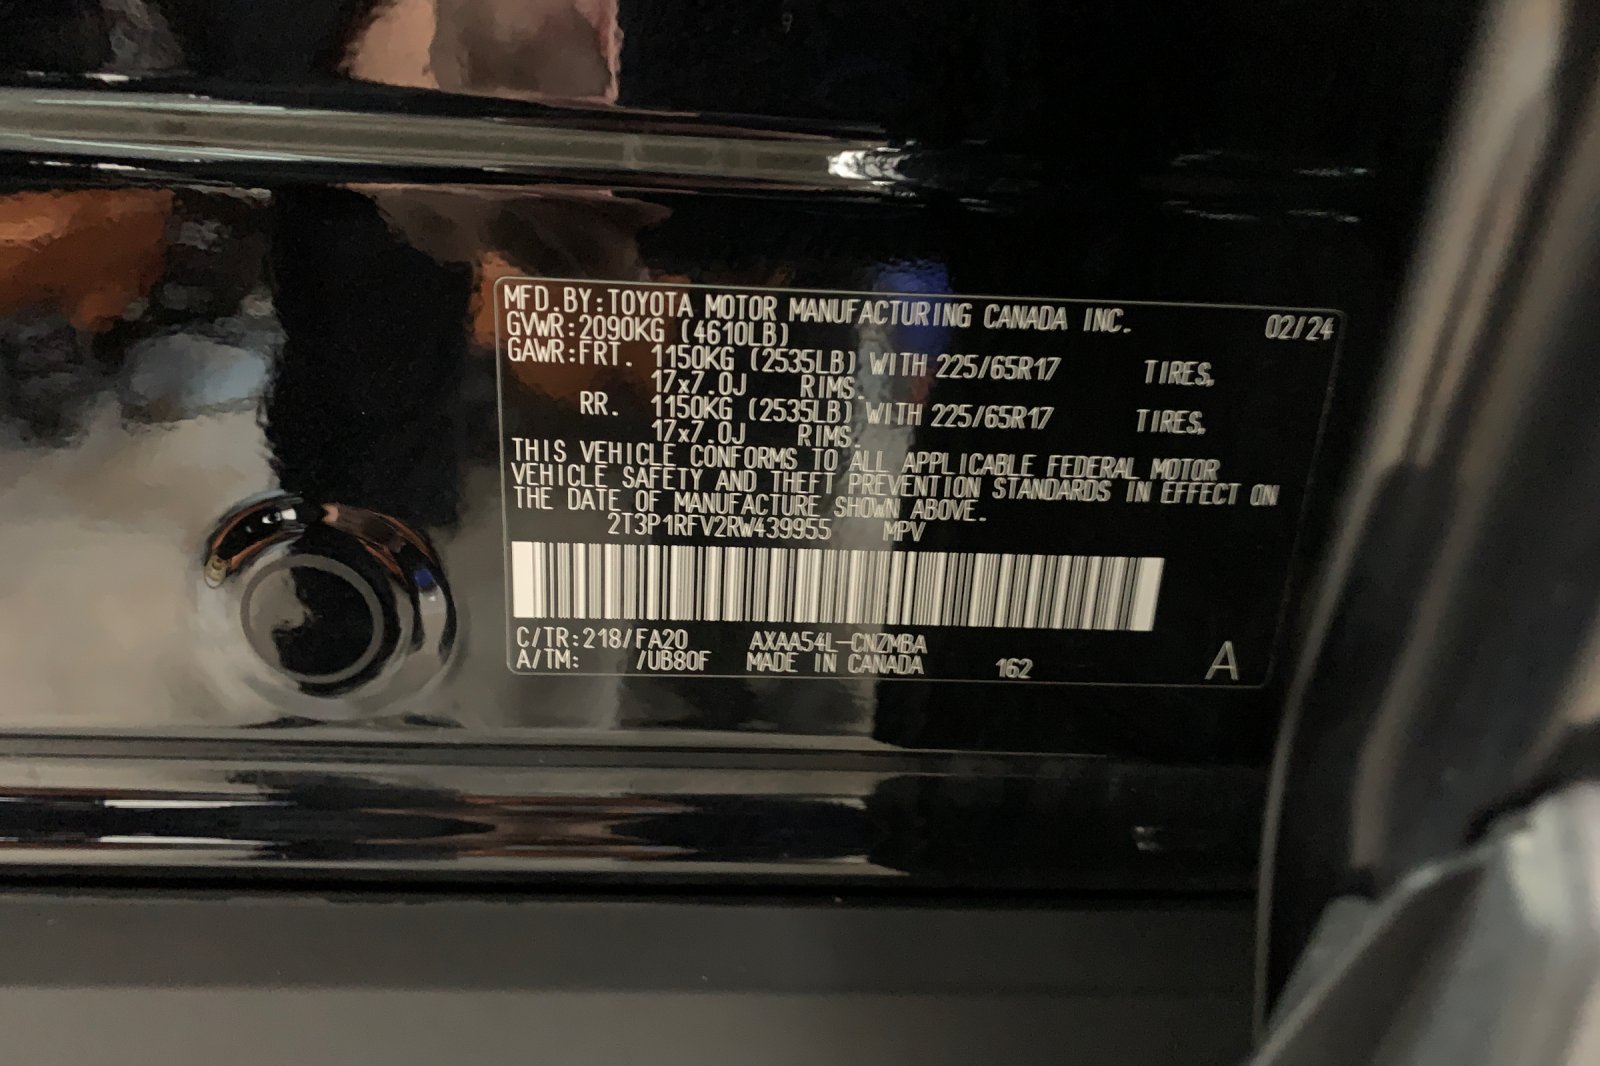 MFD. BY: TOYOTA MOTOR MANUFACTURING CANADA INC. 02/24
GVWR: 2090KG (4610LB)
GAWR: FRT. 1150KG (2535LB) WITH 225/65R17 TIRES,
17x7.0J RIMS.
RR. 1150KG (2535LB) WITH 225/65R17 TIRES,
17x7.0J RIMS.
THIS VEHICLE CONFORMS TO ALL APPLICABLE FEDERAL MOTOR
VEHICLE SAFETY AND THEFT PREVENTION STANDARDS IN EFFECT ON
THE DATE OF MANUFACTURE SHOWN ABOVE.
2T3P1RFV2RW439955 MPV
C/TR: 218/FA20 AXAA54L-CNZMBA
A/TM: /UB80F MADE IN CANADA 162 A